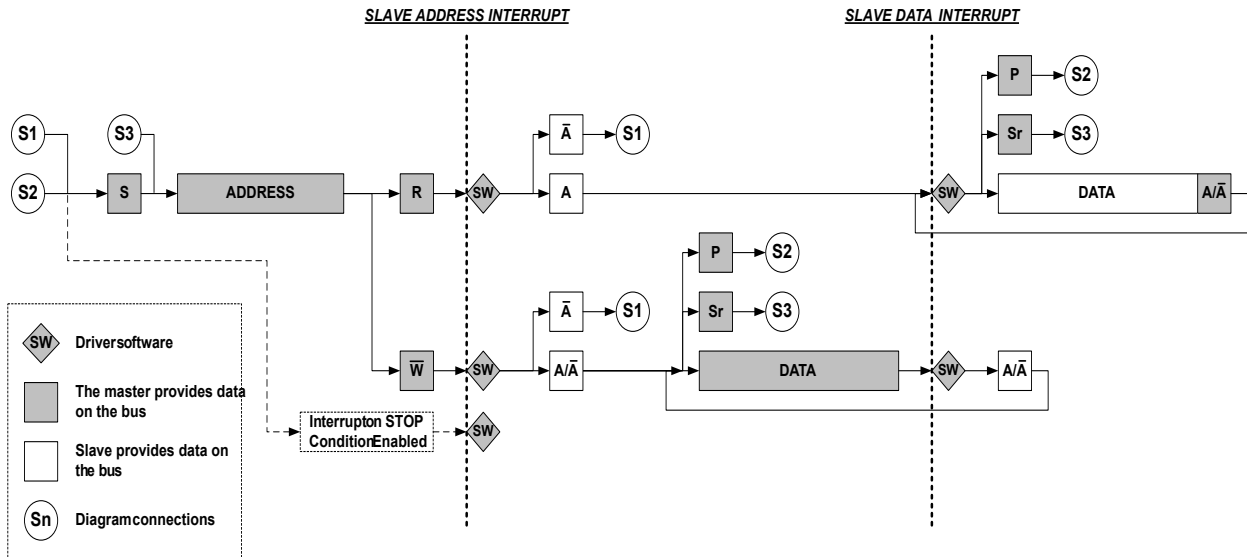 SLAVE ADDRESS INTERRUPT
SLAVE DATA INTERRUPT
P
S2
S1
S3
Ā
S1
Sr
S3
S2
S
ADDRESS
R
SW
A
SW
DATA
A/Ā
P
S2
Ā
S1
Sr
S3
W̅
SW
A/Ā
DATA
SW
A/Ā
Interrupton STOP
ConditionEnabled
SW
SW
Driversoftware
The master provides data
on the bus
Slave provides data on
the bus
Sn
Diagramconnections